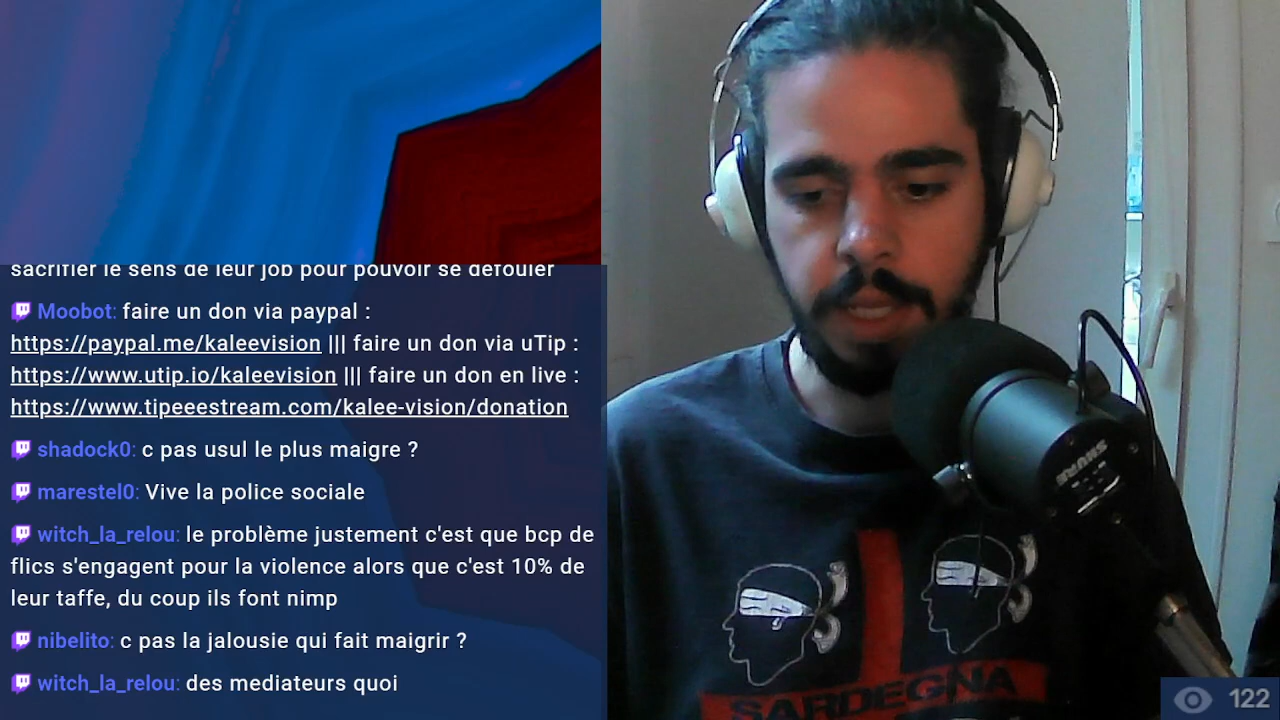 sacrifier le sens de leur job pour pouvoir se défouler
Moobot: faire un don via paypal :
https://paypal.me/kaleevision ||| faire un don via uTip :
https://www.utip.io/kaleevision ||| faire un don en live :
https://www.tipeeestream.com/kalee-vision/donation
shadock0: c pas usul le plus maigre ?
marestel0: Vive la police sociale
witch_la_relou: le problème justement c'est que bcp de
flics s'engagent pour la violence alors que c'est 10% de
leur taffe, du coup ils font nimp
nibelito: c pas la jalousie qui fait maigrir ?
witch_la_relou: des mediateurs quoi
SHURE
SARDEGNA
122